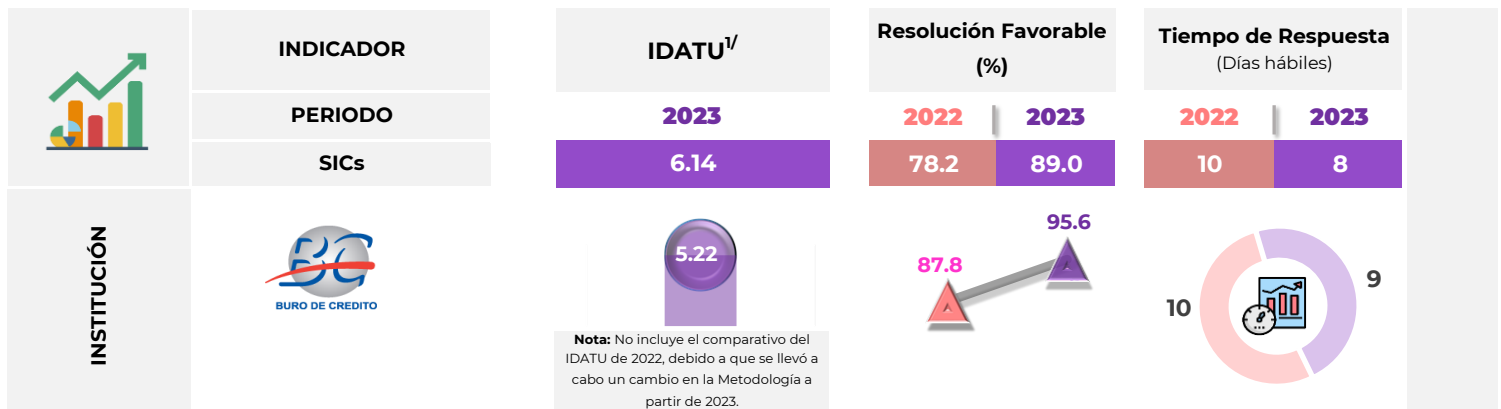 INDICADOR
IDATU1/
Resolución Favorable
(%)
Tiempo de Respuesta
(Días hábiles)
PERIODO
2023
2022
2023
2022
2023
SICs
6.14
78.2
89.0
10
8
INSTITUCIÓN
BC
BURO DE CREDITO
5.22
Nota: No incluye el comparativo del
IDATU de 2022, debido a que se llevó a
cabo un cambio en la Metodología a
partir de 2023.
87.8
95.6
10
9